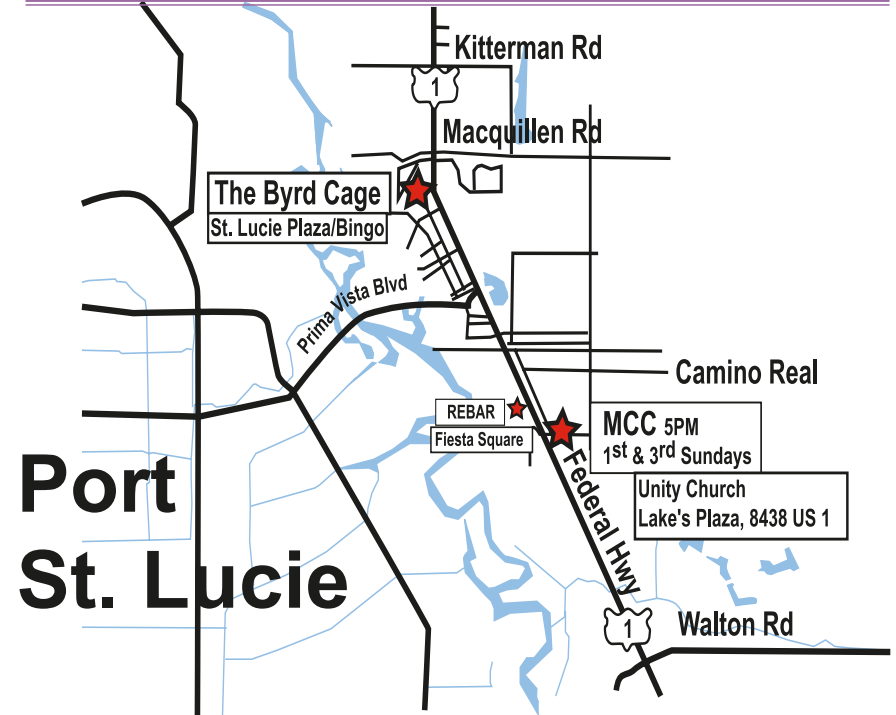 Kitterman Rd
1
Macquillen Rd
The Byrd Cage
St. Lucie Plaza/Bingo
Prima Vista Blvd
Camino Real
REBAR
Fiesta Square
MCC 5PM
1st & 3rd Sundays
Unity Church
Lake's Plaza, 8438 US 1
Federal Hwy
Port
St. Lucie
1
Walton Rd